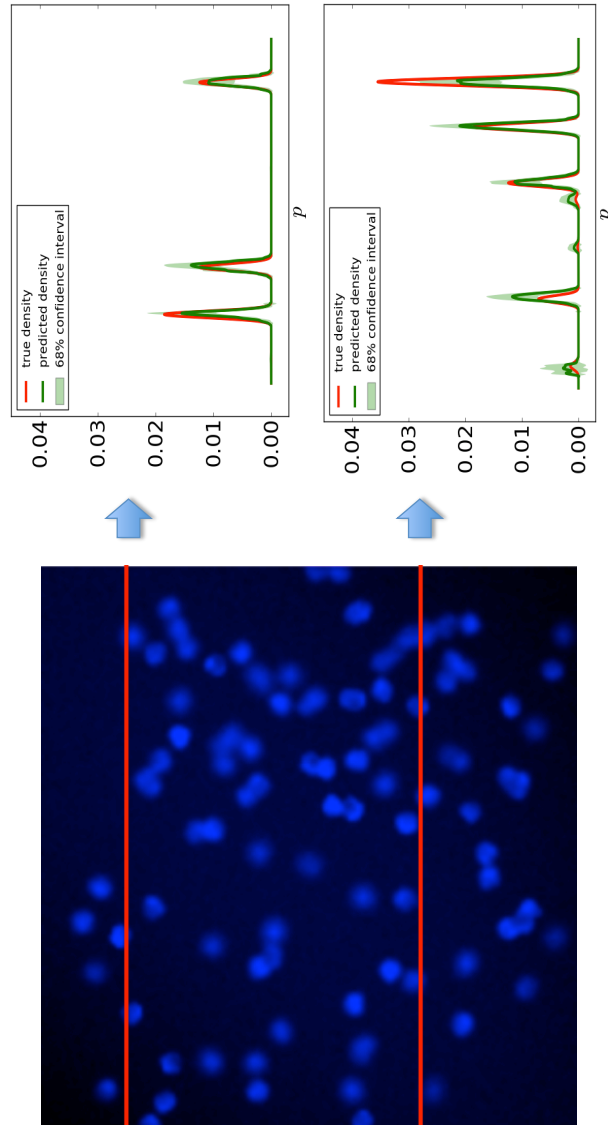 true density
predicted density
68% confidence interval
0.04
0.03
0.02
0.01
0.00
p
true density
predicted density
68% confidence interval
0.04
0.03
0.02
0.01
0.00
p